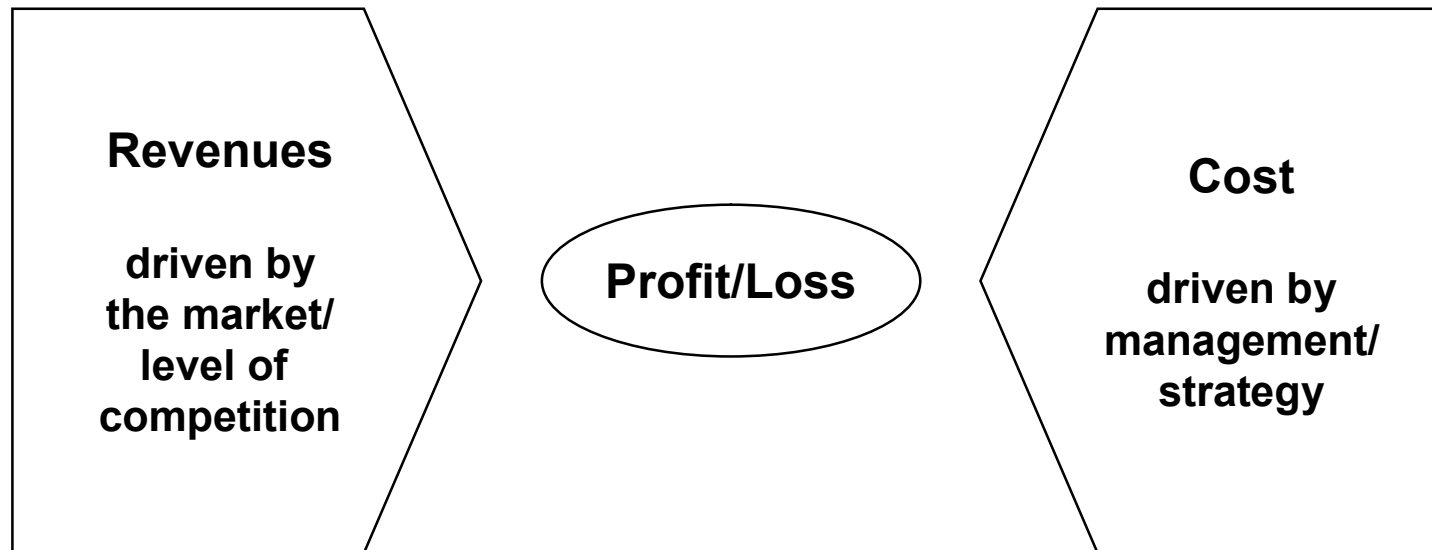 Revenues
driven by
the market/
level of
competition
Profit/Loss
Cost
driven by
management/
strategy